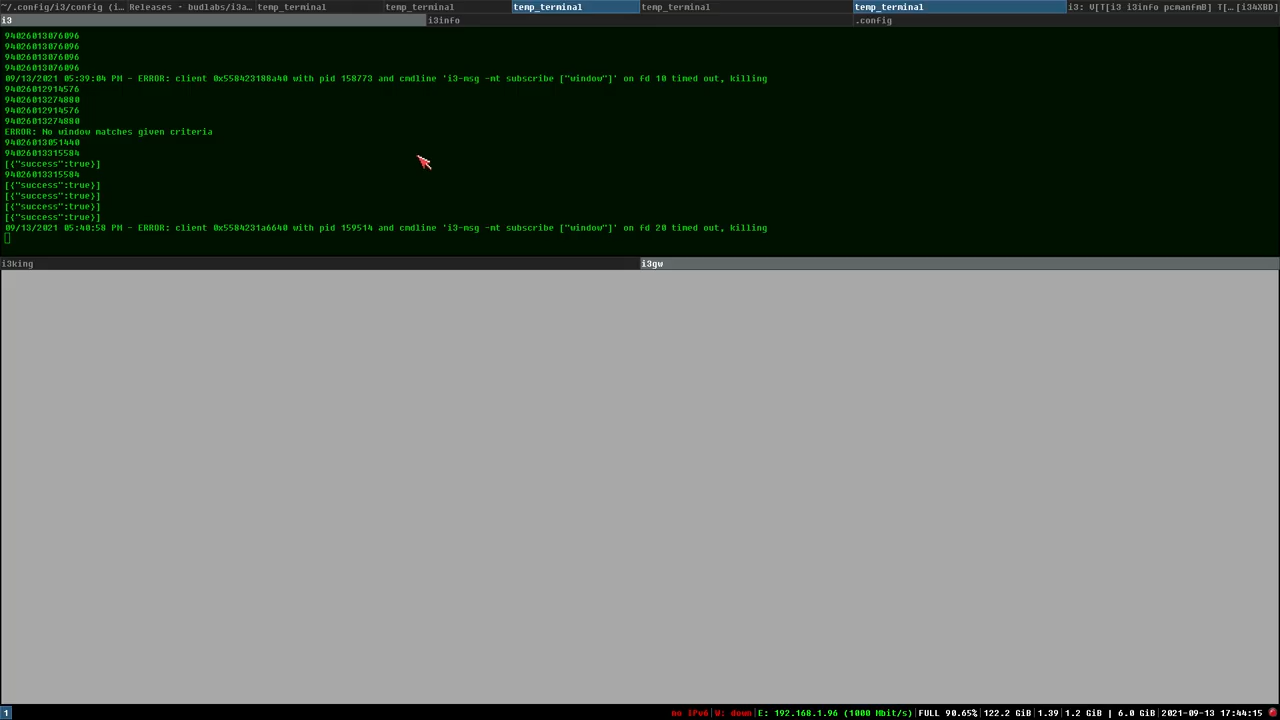 ~/.config/i3/config (i... Releases - budlabs/i3a... temp_terminal temp_terminal temp_terminal temp_terminal temp_terminal i3: V[T[i3 i3info pcmanfmB] T[...[i34XBD]
i3 i3info .config
94026013076096
94026013076096
94026013076096
94026013076096
09/13/2021 05:39:04 PM - ERROR: client 0x558423188a40 with pid 158773 and cmdline 'i3-msg -mt subscribe ["window"]' on fd 10 timed out, killing
94026012914576
94026013274880
94026012914576
94026013274880
ERROR: No window matches given criteria
94026013051440
94026013315584
[{"success":true}]
94026013315584
[{"success":true}]
[{"success":true}]
[{"success":true}]
[{"success":true}]
09/13/2021 05:40:58 PM - ERROR: client 0x5584231a6640 with pid 159514 and cmdline 'i3-msg -mt subscribe ["window"]' on fd 20 timed out, killing
i3king i3gw
1 no IPv6|W: down|E: 192.168.1.96 (1000 Mbit/s)|FULL 90.65%|122.2 GiB|1.39|1.2 GiB | 6.0 GiB|2021-09-13 17:44:15